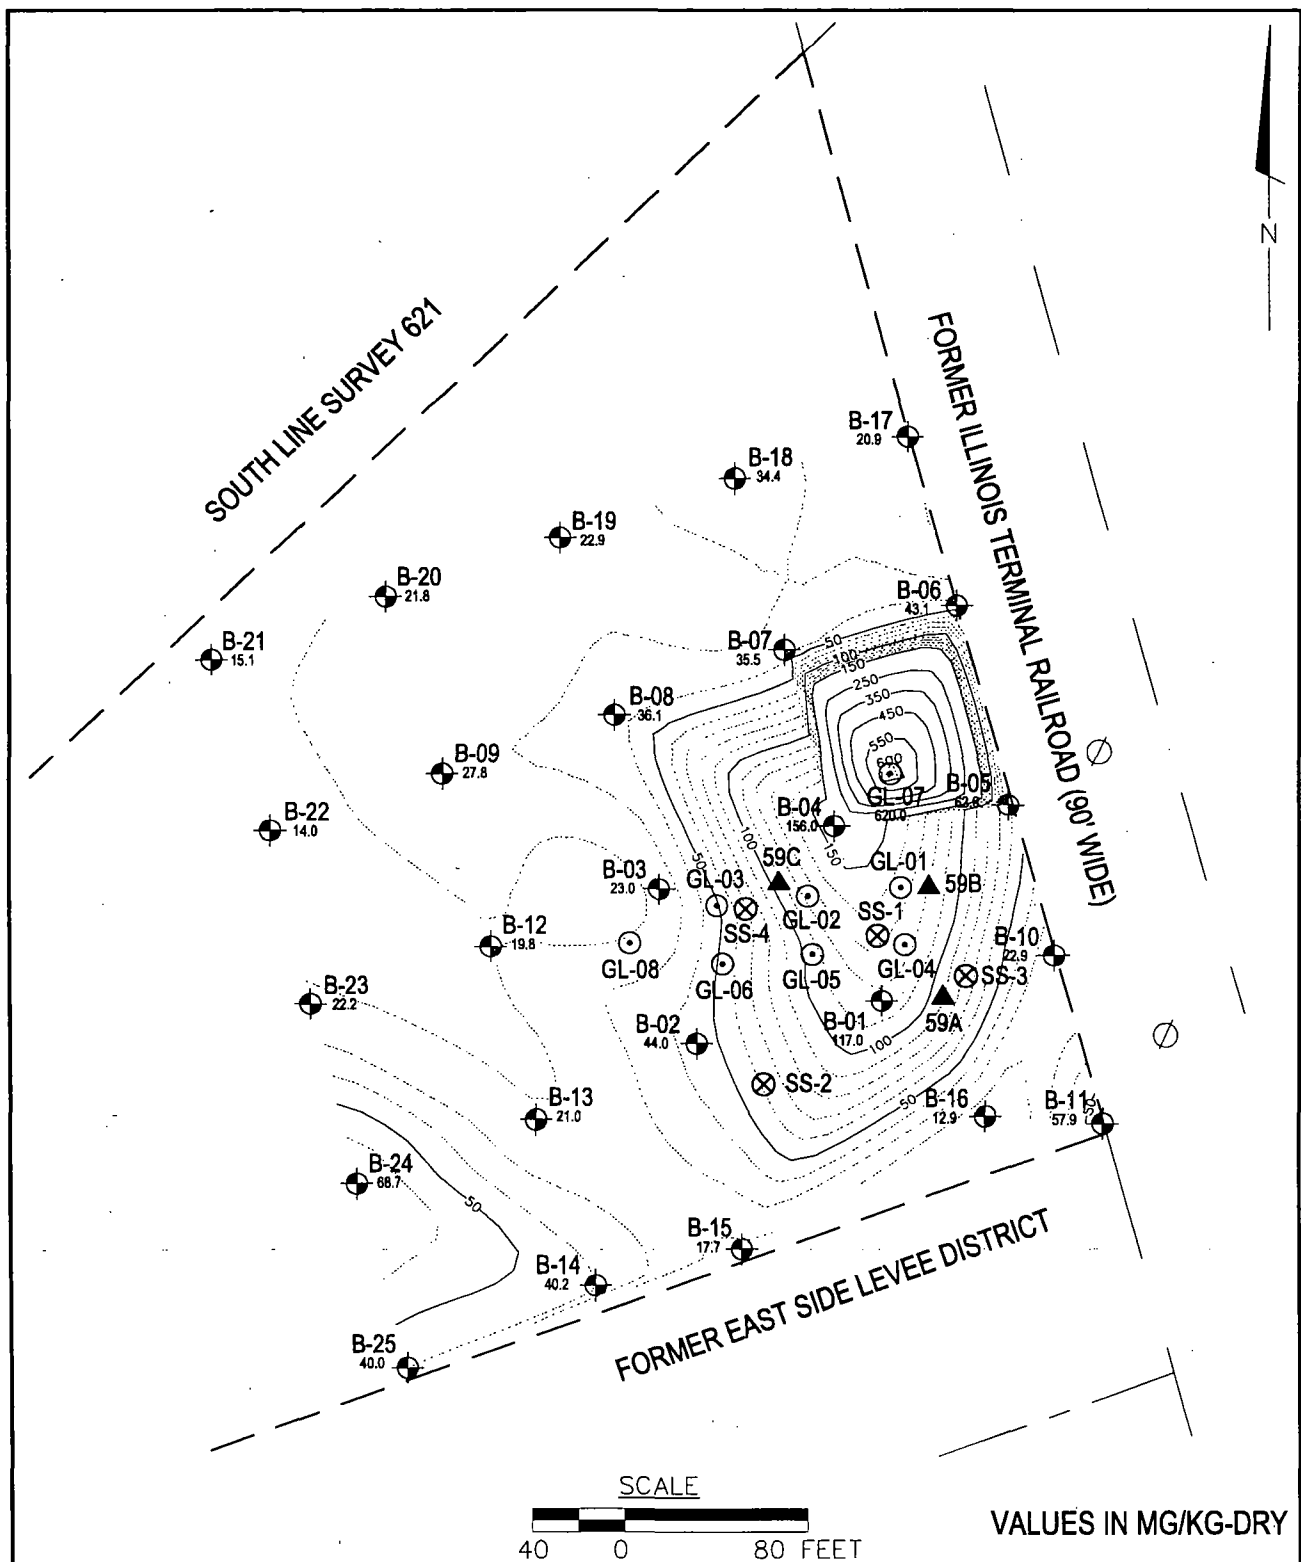 N
SOUTH LINE SURVEY 621
FORMER ILLINOIS TERMINAL RAILROAD (90' WIDE)
B-17
20.9
B-18
34.4
B-19
22.9
B-20
21.8
B-21
15.1
B-06
43.1
B-07
35.5
50
100
150
250
350
450
550
600
B-08
36.1
B-09
27.8
B-22
14.0
GL-07
620.0
B-05
B-04
156.0
150
100
50
59C
GL-01
59B
B-03
23.0
GL-03
GL-02
SS-1
SS-4
B-12
19.8
GL-08
GL-06
GL-05
GL-04
B-10
22.9
SS-3
B-23
22.2
B-01
117.0
59A
B-02
44.0
100
SS-2
50
B-16
12.9
B-11
57.9
50
B-13
21.0
B-24
68.7
50
B-15
17.7
B-14
40.2
B-25
40.0
FORMER EAST SIDE LEVEE DISTRICT
SCALE
40 0 80 FEET
VALUES IN MG/KG-DRY